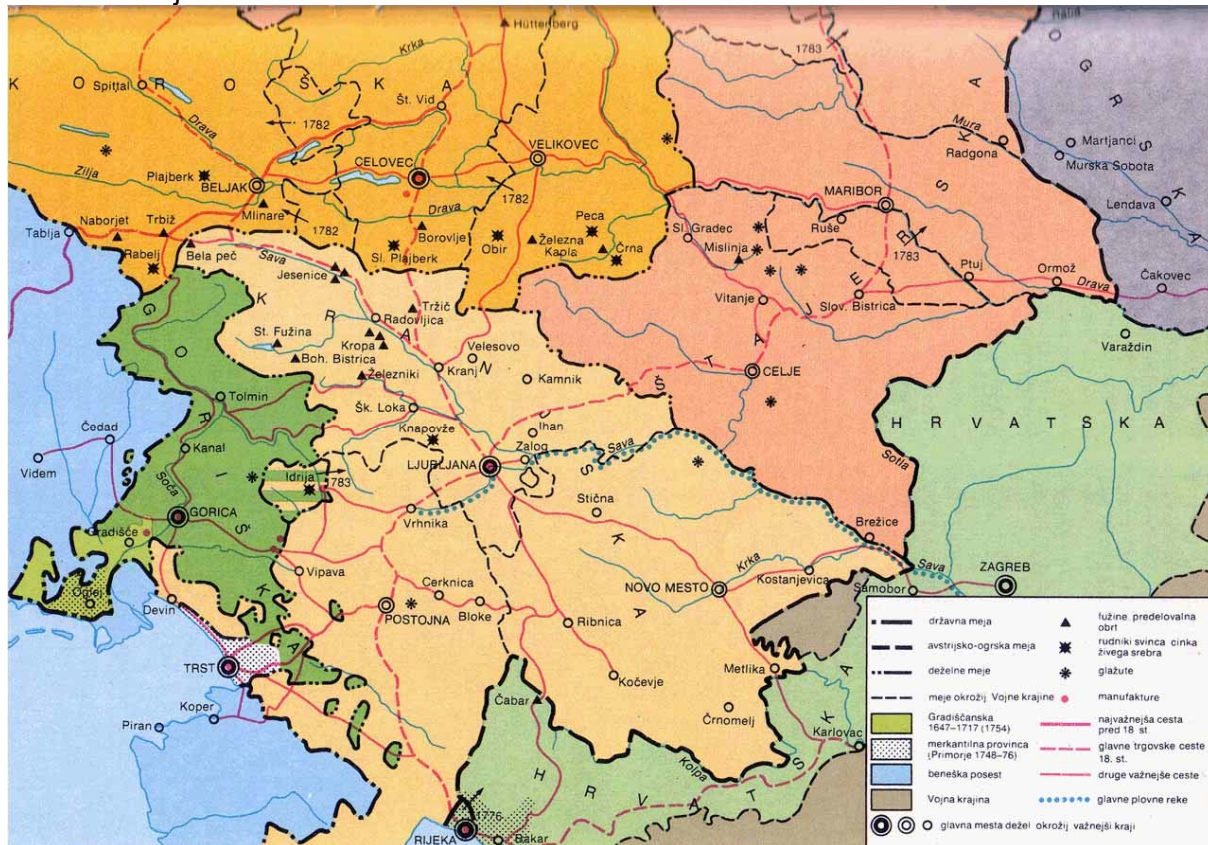 Hüttenberg
1783
Krka
K O R O Š K A
Spittal
Drava
Št. Vid
1782
VELIKOVEC
CELOVEC
Zilja
Plajberk
BELJAK
Mlinare
Drava
1782
1782
Mura
Radgona
O G R S K A
Martjanci
Murska Sobota
Lendava
MARIBOR
Naborjet
Trbiž
Tablja
Rabelj
Bela peč
Borovlje
Sl. Plajberk
Obir
Peca
Železna Kapla
Črna
Sl. Gradec
Mislinja
Ruše
1783
Ptuj
Ormož
Drava
Čakovec
Sava
Jesenice
Tržič
Radovljica
Vitanje
Slov. Bistrica
Š T A J E R S K A
St. Fužina
Kropa
Velesovo
Boh. Bistrica
Kranj
Kamnik
Železniki
Varaždin
CELJE
G O R I Š K A
Tolmin
Šk. Loka
Ihan
Knapovže
Zalog
Sava
H R V A T S K A
Čedad
Kanal
LJUBLJANA
Sotla
Videm
Idrija
1783
K R A N J S K A
Soča
GORICA
Vrhnika
Stična
Gradišče
Brežice
Krka
Sava
Vipava
Cerknica
NOVO MESTO
Kostanjevica
Samobor
ZAGREB
Oglej
Devin
POSTOJNA
Bloke
Ribnica
TRST
Kočevje
Metlika
Koper
Čabar
Piran
Črnomelj
Karlovac
Kolpa
H R V A T S K A
1776
RIJEKA
Bakar
državna meja
avstrijsko-ogrska meja
deželne meje
meje okrožij Vojne krajine
Gradiščanska
1647–1717 (1754)
merkantilna provinca
(Primorje 1748–76)
beneška posest
Vojna krajina
glavna mesta dežel okrožij važnejši kraji
fužine predelovalna
obrt
rudniki svinca cinka
živega srebra
glažute
manufakture
najvažnejša cesta
pred 18 st.
glavne trgovske ceste
18. st.
druge važnejše ceste
glavne plovne reke